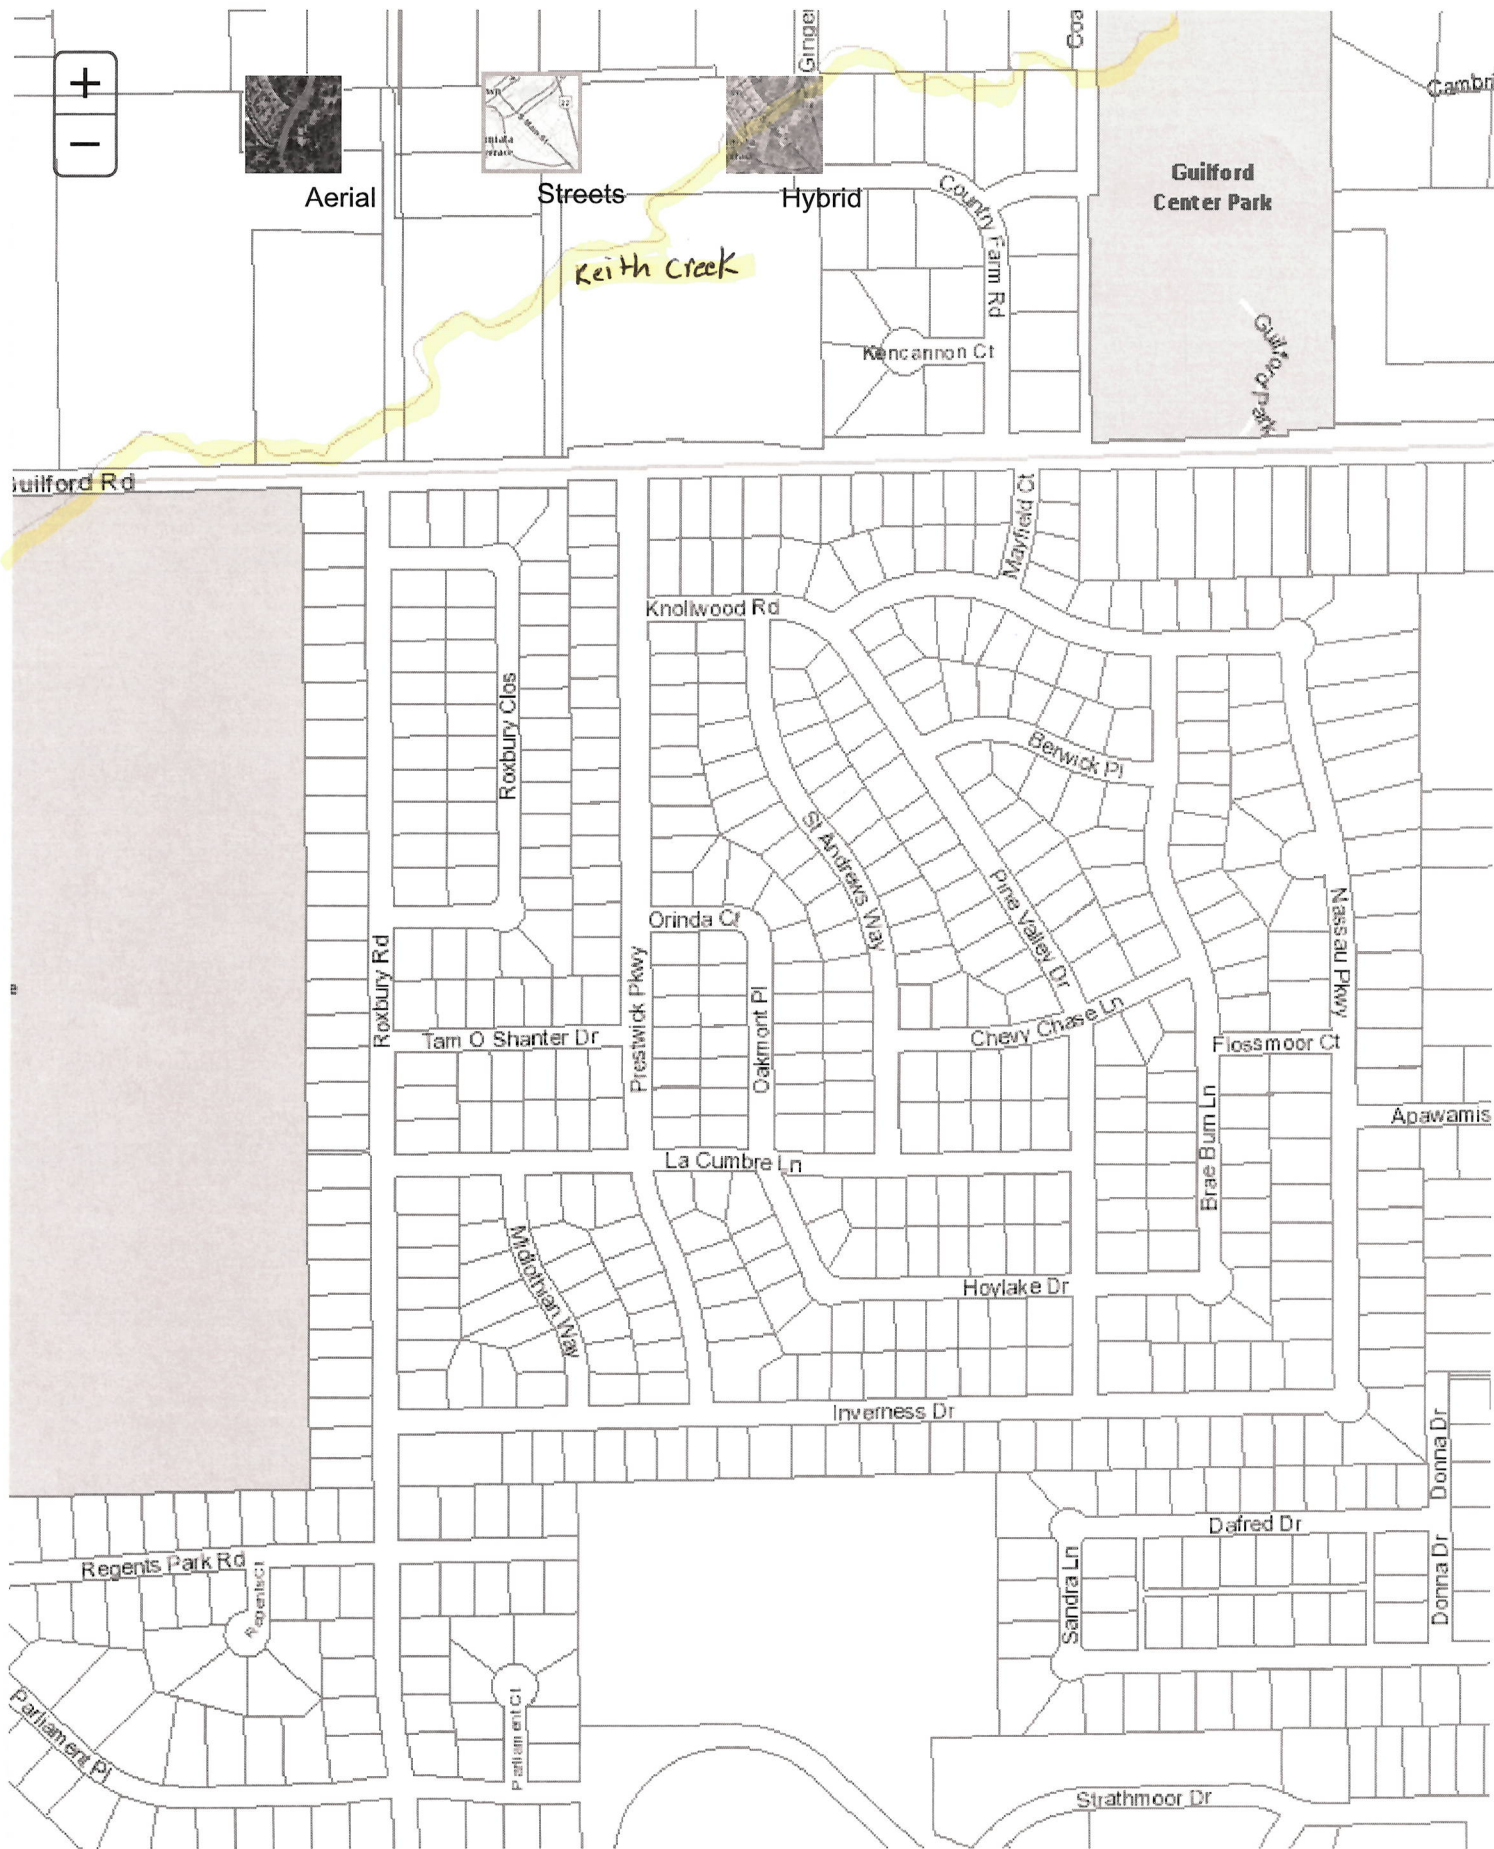 +
−
Aerial
Streets
Hybrid
Ginger
Coa
Cambri
Guilford
Center Park
Country Farm Rd
Keith Creek
Kencannon Ct
Guilford park
Guilford Rd
Mayfield Ct
Knollwood Rd
Roxbury Clos
Berwick Pl
St Andrews Way
Pine Valley Dr
Orinda Ct
Nassau Pkwy
Roxbury Rd
Prestwick Pkwy
Oakmont Pl
Tam O Shanter Dr
Chevy Chase Ln
Flossmoor Ct
Brae Burn Ln
Apawamis
La Cumbre Ln
Midlothian Way
Hoylake Dr
Inverness Dr
Donna Dr
Dafred Dr
Regents Park Rd
Regents Ct
Sandra Ln
Donna Dr
Parliament Pl
Parliament Ct
Strathmoor Dr